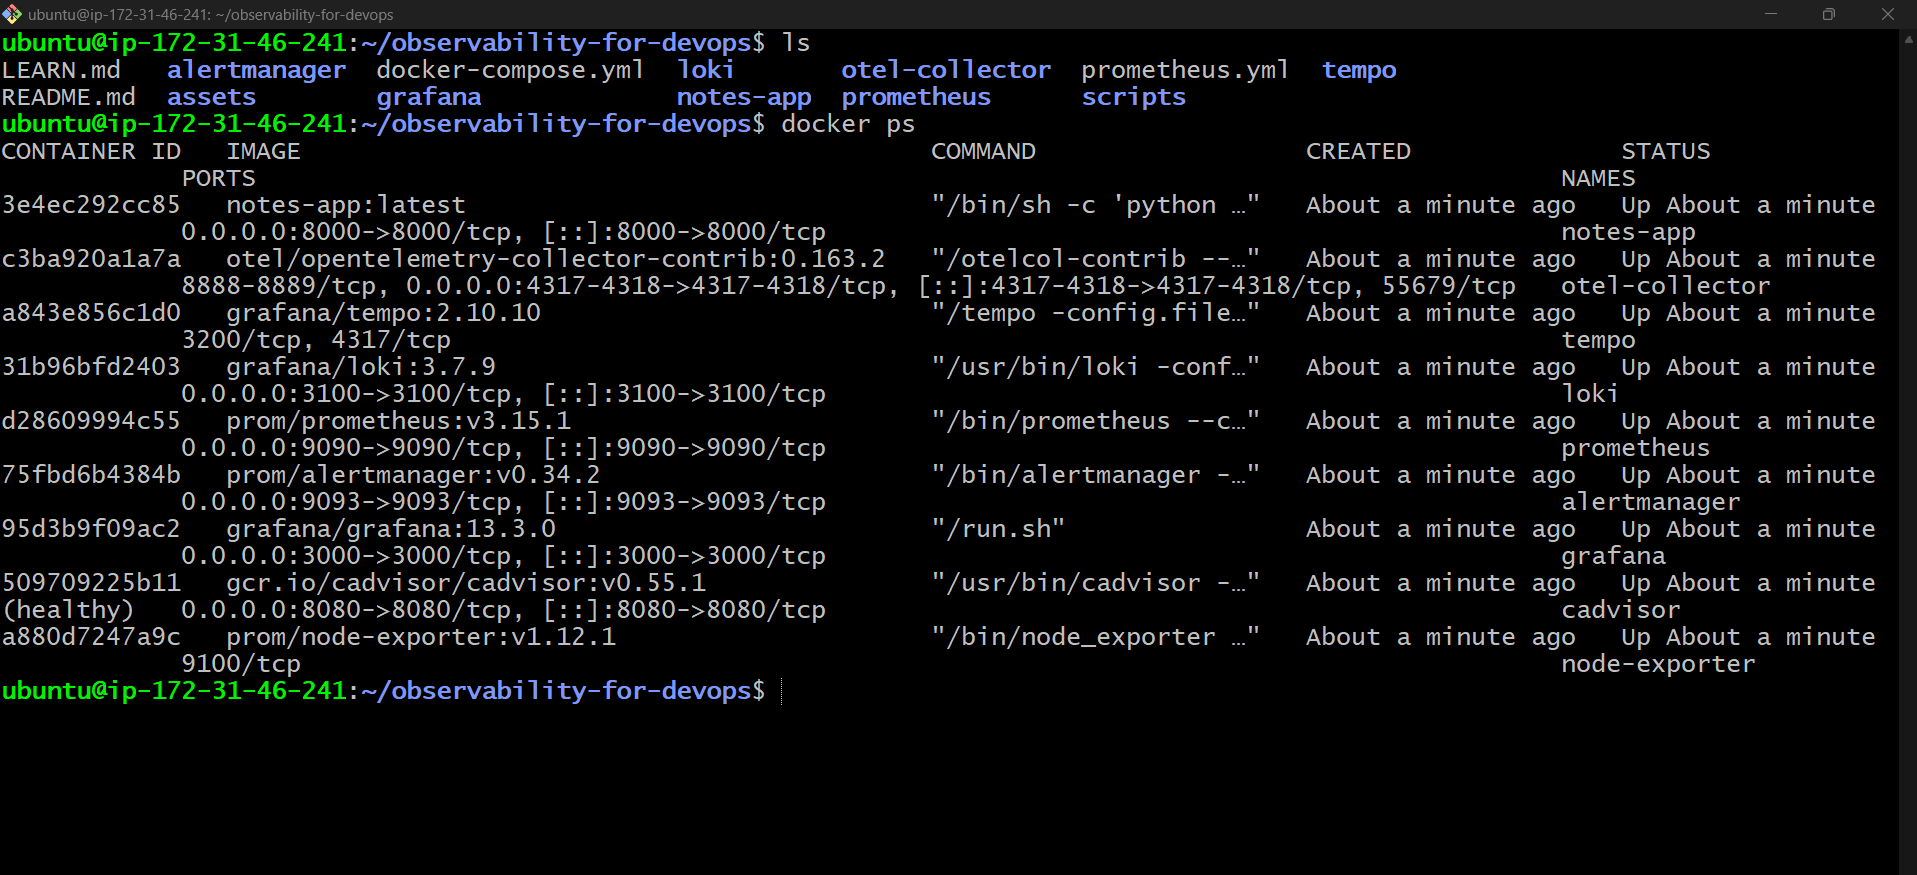 ubuntu@ip-172-31-46-241: ~/observability-for-devops
ubuntu@ip-172-31-46-241:~/observability-for-devops$ ls
LEARN.md   alertmanager  docker-compose.yml  loki       otel-collector  prometheus.yml  tempo
README.md  assets        grafana             notes-app  prometheus      scripts
ubuntu@ip-172-31-46-241:~/observability-for-devops$ docker ps
CONTAINER ID   IMAGE                                          COMMAND                  CREATED              STATUS
            PORTS                                                                                      NAMES
3e4ec292cc85   notes-app:latest                               "/bin/sh -c 'python …"   About a minute ago   Up About a minute
            0.0.0.0:8000->8000/tcp, [::]:8000->8000/tcp                                                 notes-app
c3ba920a1a7a   otel/opentelemetry-collector-contrib:0.163.2   "/otelcol-contrib --…"   About a minute ago   Up About a minute
            8888-8889/tcp, 0.0.0.0:4317-4318->4317-4318/tcp, [::]:4317-4318->4317-4318/tcp, 55679/tcp   otel-collector
a843e856c1d0   grafana/tempo:2.10.10                          "/tempo -config.file…"   About a minute ago   Up About a minute
            3200/tcp, 4317/tcp                                                                          tempo
31b96bfd2403   grafana/loki:3.7.9                             "/usr/bin/loki -conf…"   About a minute ago   Up About a minute
            0.0.0.0:3100->3100/tcp, [::]:3100->3100/tcp                                                 loki
d28609994c55   prom/prometheus:v3.15.1                        "/bin/prometheus --c…"   About a minute ago   Up About a minute
            0.0.0.0:9090->9090/tcp, [::]:9090->9090/tcp                                                 prometheus
75fbd6b4384b   prom/alertmanager:v0.34.2                      "/bin/alertmanager -…"   About a minute ago   Up About a minute
            0.0.0.0:9093->9093/tcp, [::]:9093->9093/tcp                                                 alertmanager
95d3b9f09ac2   grafana/grafana:13.3.0                         "/run.sh"                About a minute ago   Up About a minute
            0.0.0.0:3000->3000/tcp, [::]:3000->3000/tcp                                                 grafana
509709225b11   gcr.io/cadvisor/cadvisor:v0.55.1               "/usr/bin/cadvisor -…"   About a minute ago   Up About a minute
(healthy)   0.0.0.0:8080->8080/tcp, [::]:8080->8080/tcp                                                 cadvisor
a880d7247a9c   prom/node-exporter:v1.12.1                     "/bin/node_exporter …"   About a minute ago   Up About a minute
            9100/tcp                                                                                    node-exporter
ubuntu@ip-172-31-46-241:~/observability-for-devops$